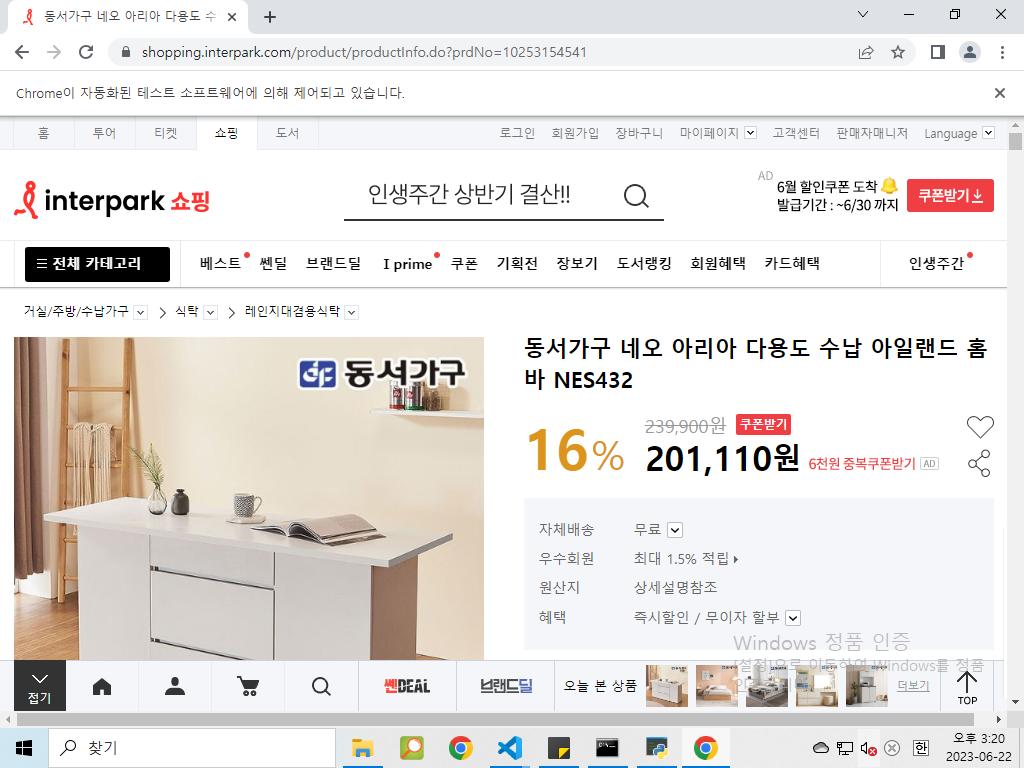 동서가구 네오 아리아 다용도 수
shopping.interpark.com/product/productInfo.do?prdNo=10253154541
Chrome이 자동화된 테스트 소프트웨어에 의해 제어되고 있습니다.
홈 투어 티켓 쇼핑 도서 로그인 회원가입 장바구니 마이페이지 고객센터 판매자매니저 Language
interpark 쇼핑
인생주간 상반기 결산!!
AD
6월 할인쿠폰 도착
발급기간 : ~6/30 까지
쿠폰받기
전체 카테고리 베스트 쎈딜 브랜드딜 I prime 쿠폰 기획전 장보기 도서랭킹 회원혜택 카드혜택 인생주간
거실/주방/수납가구 식탁 레인지대겸용식탁
동서가구
동서가구 네오 아리아 다용도 수납 아일랜드 홈
바 NES432
16%
239,900원 쿠폰받기
201,110원 6천원 중복쿠폰받기 AD
자체배송 무료
우수회원 최대 1.5% 적립
원산지 상세설명참조
혜택 즉시할인 / 무이자 할부
Windows 정품 인증
[설정]으로 이동하여 Windows를 정품
접기
쎈DEAL
브랜드딜
오늘 본 상품
더보기
TOP
찾기
한
오후 3:20
2023-06-22